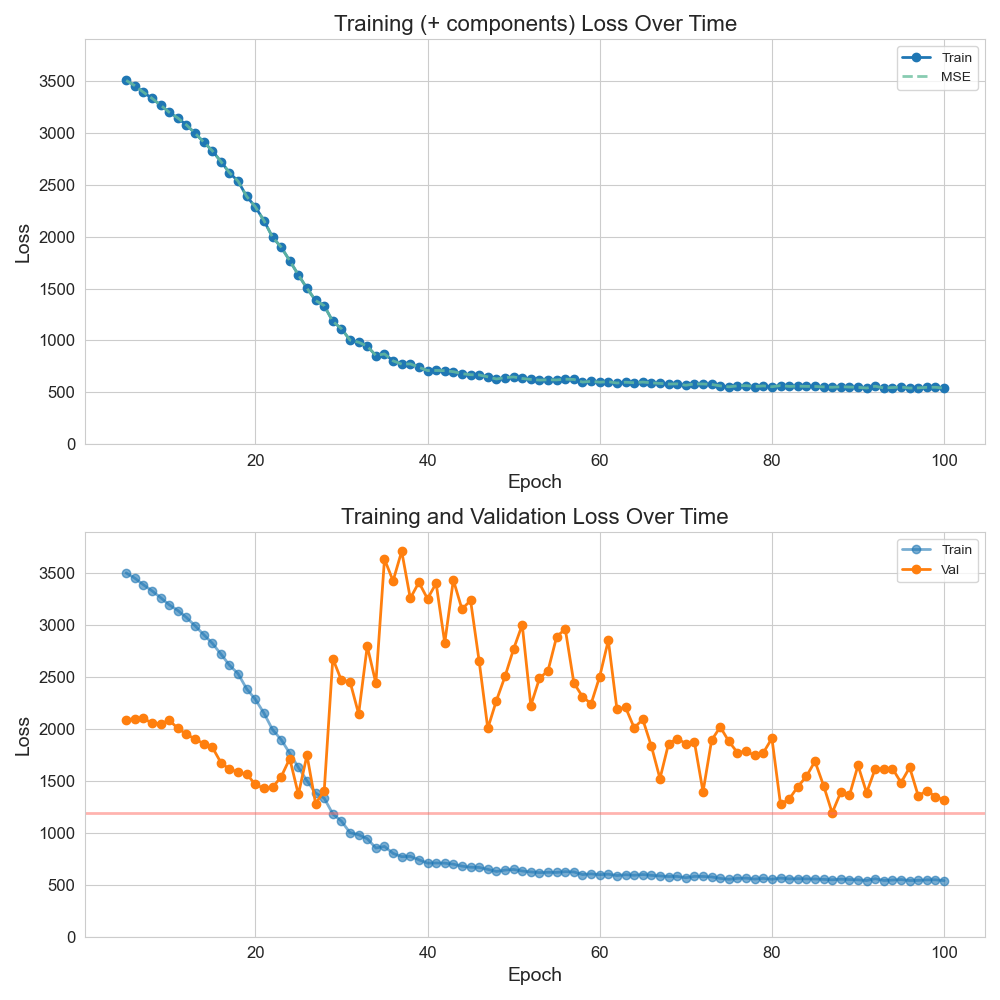 Training (+ components) Loss Over Time
Train
MSE
3500
3000
2500
2000
1500
1000
500
0
Loss
20 40 60 80 100
Epoch
Training and Validation Loss Over Time
Train
Val
3500
3000
2500
2000
1500
1000
500
0
Loss
20 40 60 80 100
Epoch